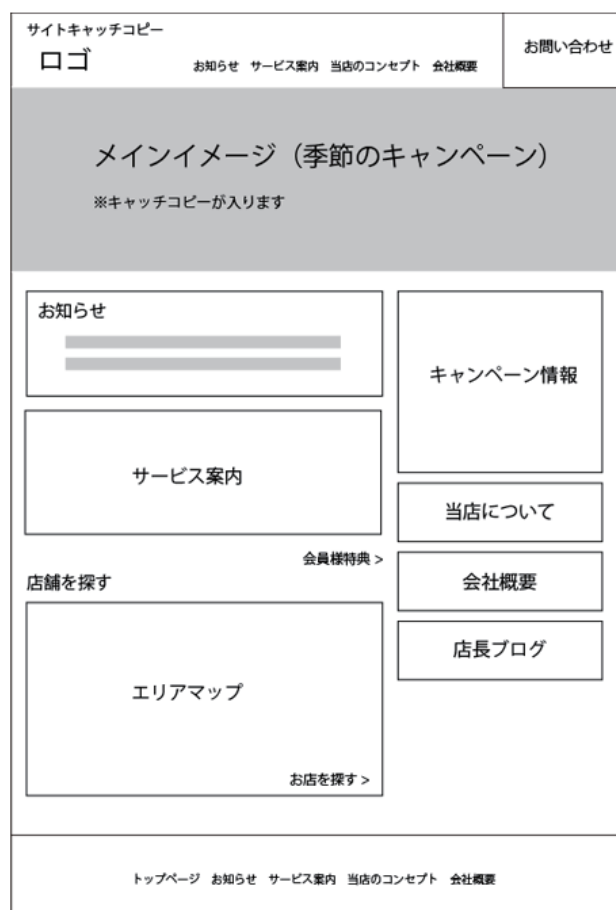 サイトキャッチコピー
ロゴ
お知らせ サービス案内 当店のコンセプト 会社概要
お問い合わせ
メインイメージ（季節のキャンペーン）
※キャッチコピーが入ります
お知らせ
サービス案内
会員様特典 >
店舗を探す
エリアマップ
お店を探す >
キャンペーン情報
当店について
会社概要
店長ブログ
トップページ お知らせ サービス案内 当店のコンセプト 会社概要